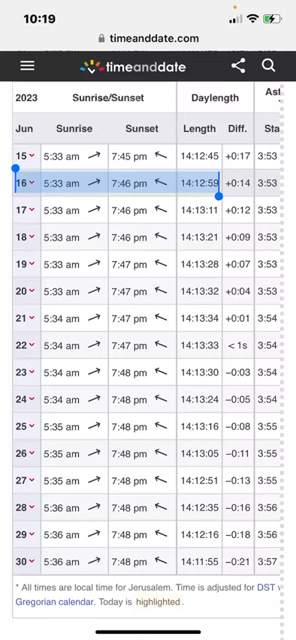 10:19
timeanddate.com
timeanddate
2023 Sunrise/Sunset Daylength Ast
Jun Sunrise Sunset Length Diff. Sta
15 5:33 am 7:45 pm 14:12:45 +0:17 3:53
16 5:33 am 7:46 pm 14:12:59 +0:14 3:53
17 5:33 am 7:46 pm 14:13:11 +0:12 3:53
18 5:33 am 7:46 pm 14:13:21 +0:09 3:53
19 5:33 am 7:47 pm 14:13:28 +0:07 3:53
20 5:33 am 7:47 pm 14:13:32 +0:04 3:53
21 5:34 am 7:47 pm 14:13:34 +0:01 3:54
22 5:34 am 7:47 pm 14:13:33 < 1s 3:54
23 5:34 am 7:48 pm 14:13:30 −0:03 3:54
24 5:34 am 7:48 pm 14:13:24 −0:05 3:54
25 5:35 am 7:48 pm 14:13:16 −0:08 3:55
26 5:35 am 7:48 pm 14:13:05 −0:11 3:55
27 5:35 am 7:48 pm 14:12:51 −0:13 3:55
28 5:36 am 7:48 pm 14:12:35 −0:16 3:56
29 5:36 am 7:48 pm 14:12:16 −0:18 3:56
30 5:36 am 7:48 pm 14:11:55 −0:21 3:57
* All times are local time for Jerusalem. Time is adjusted for DST
Gregorian calendar. Today is highlighted.